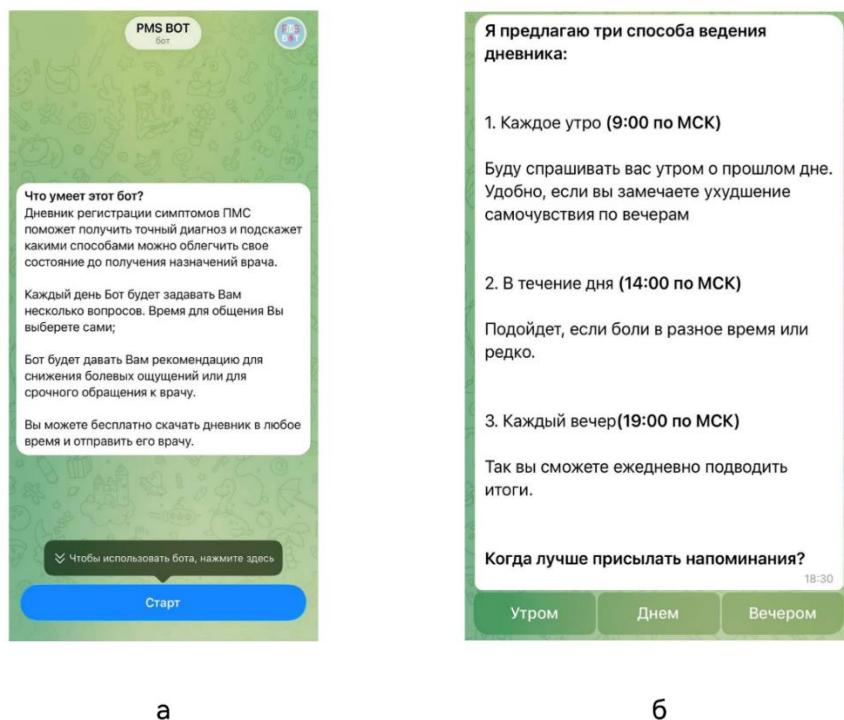 PMS BOT
бот
PMS
BOT
Что умеет этот бот?
Дневник регистрации симптомов ПМС
поможет получить точный диагноз и подскажет
какими способами можно облегчить свое
состояние до получения назначений врача.
Каждый день Бот будет задавать Вам
несколько вопросов. Время для общения Вы
выберете сами;
Бот будет давать Вам рекомендацию для
снижения болевых ощущений или для
срочного обращения к врачу.
Вы можете бесплатно скачать дневник в любое
время и отправить его врачу.
Чтобы использовать бота, нажмите здесь
Старт
а
Я предлагаю три способа ведения
дневника:
1. Каждое утро (9:00 по МСК)
Буду спрашивать вас утром о прошлом дне.
Удобно, если вы замечаете ухудшение
самочувствия по вечерам
2. В течение дня (14:00 по МСК)
Подойдет, если боли в разное время или
редко.
3. Каждый вечер(19:00 по МСК)
Так вы сможете ежедневно подводить
итоги.
Когда лучше присылать напоминания?
18:30
Утром Днем Вечером
б